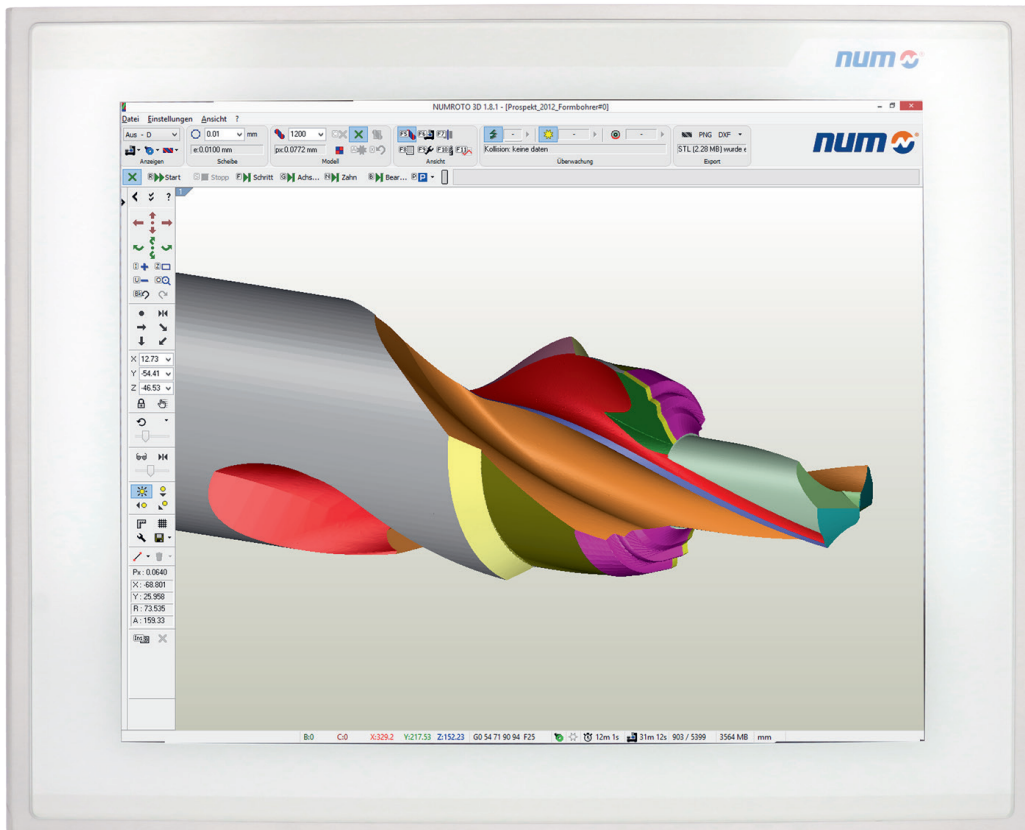 num
NUMROTO 3D 1.8.1 - [Prospekt_2012_Formbohrer#0]
Datei Einstellungen Ansicht ?
Aus - D 0.01 mm 1200 PNG DXF
e:0.0100 mm px:0.0772 mm Kollision: keine daten STL [2.28 MB] wurde e
Anzeigen Scheibe Modell Ansicht Überwachung Export
num
Start Stopp Schritt Achs... Zahn Bear... P
1
?
X 12.73
Y -54.41
Z -46.53
Px : 0.0640
X : -68.801
Y : 25.958
R : 73.535
A : 159.33
B:0 C:0 X:329.2 Y:217.53 Z:152.23 G0 54 71 90 94 F25 12m 1s 31m 12s 903 / 5399 3564 MB mm